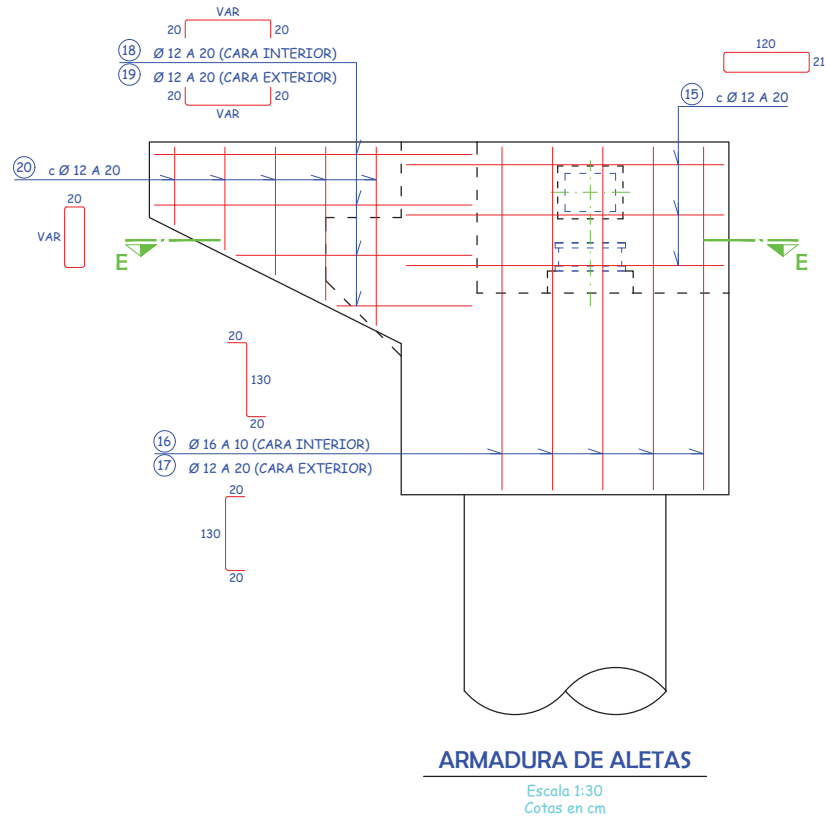 VAR
20 20
18 Ø 12 A 20 (CARA INTERIOR)
19 Ø 12 A 20 (CARA EXTERIOR)
20 20
VAR
120
21
15 c Ø 12 A 20
20 c Ø 12 A 20
20
VAR
E
E
20
130
20
16 Ø 16 A 10 (CARA INTERIOR)
17 Ø 12 A 20 (CARA EXTERIOR)
20
130
20
ARMADURA DE ALETAS
Escala 1:30
Cotas en cm